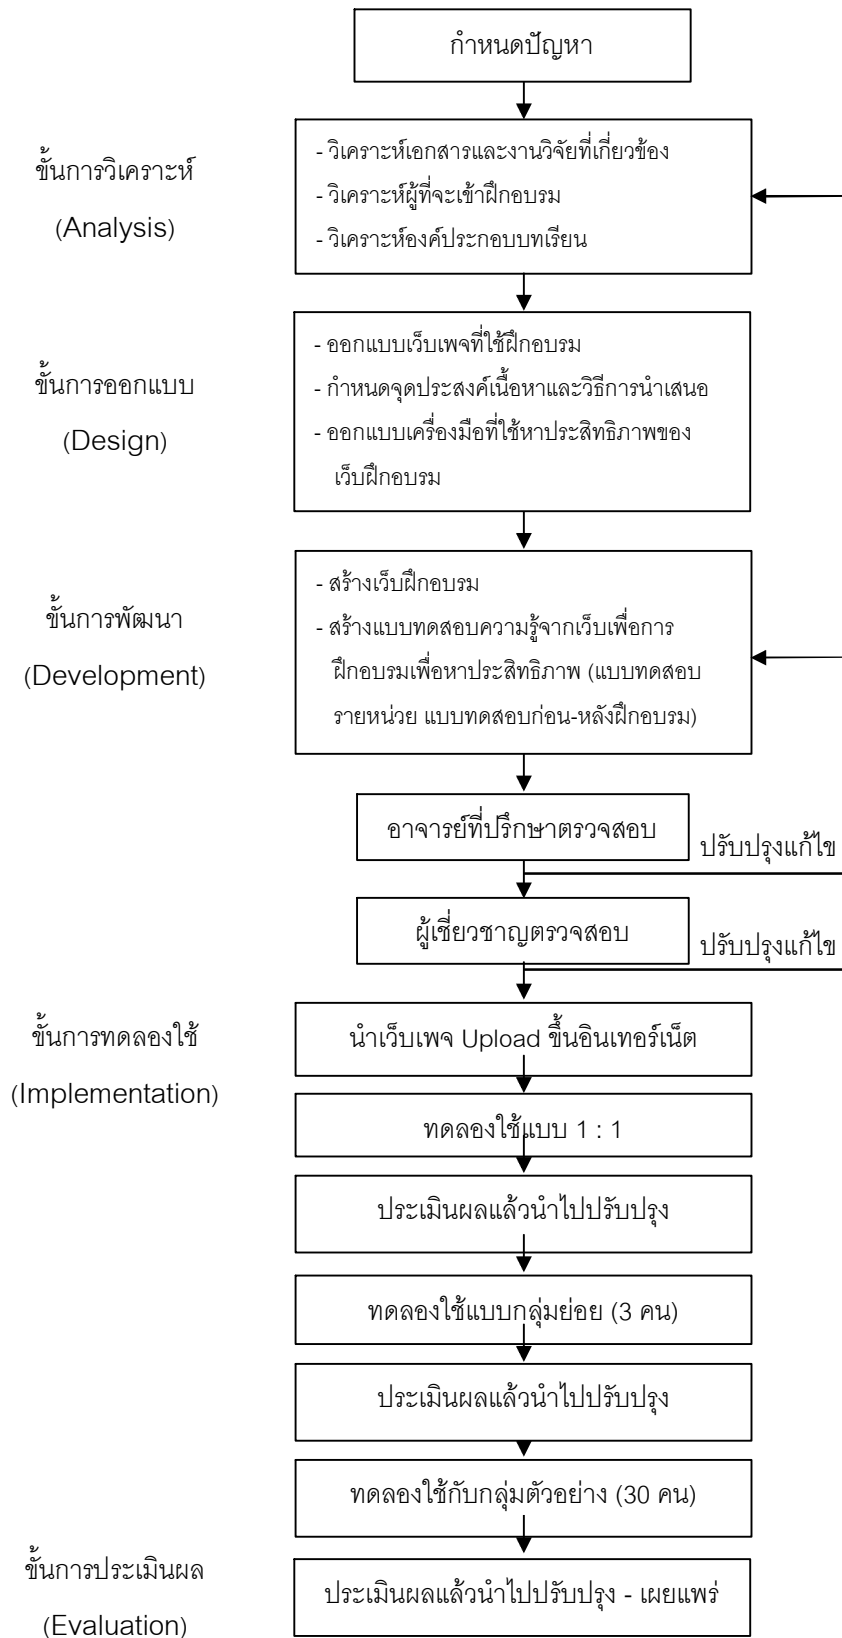 กำหนดปัญหา
ขั้นการวิเคราะห์
(Analysis)
- วิเคราะห์เอกสารและงานวิจัยที่เกี่ยวข้อง
- วิเคราะห์ผู้ที่จะเข้าฝึกอบรม
- วิเคราะห์องค์ประกอบบทเรียน
ขั้นการออกแบบ
(Design)
- ออกแบบเว็บเพจที่ใช้ฝึกอบรม
- กำหนดจุดประสงค์เนื้อหาและวิธีการนำเสนอ
- ออกแบบเครื่องมือที่ใช้หาประสิทธิภาพของ
เว็บฝึกอบรม
ขั้นการพัฒนา
(Development)
- สร้างเว็บฝึกอบรม
- สร้างแบบทดสอบความรู้จากเว็บเพื่อการ
ฝึกอบรมเพื่อหาประสิทธิภาพ (แบบทดสอบ
รายหน่วย แบบทดสอบก่อน-หลังฝึกอบรม)
อาจารย์ที่ปรึกษาตรวจสอบ
ปรับปรุงแก้ไข
ผู้เชี่ยวชาญตรวจสอบ
ปรับปรุงแก้ไข
ขั้นการทดลองใช้
(Implementation)
นำเว็บเพจ Upload ขึ้นอินเทอร์เน็ต
ทดลองใช้แบบ 1 : 1
ประเมินผลแล้วนำไปปรับปรุง
ทดลองใช้แบบกลุ่มย่อย (3 คน)
ประเมินผลแล้วนำไปปรับปรุง
ทดลองใช้กับกลุ่มตัวอย่าง (30 คน)
ขั้นการประเมินผล
(Evaluation)
ประเมินผลแล้วนำไปปรับปรุง - เผยแพร่